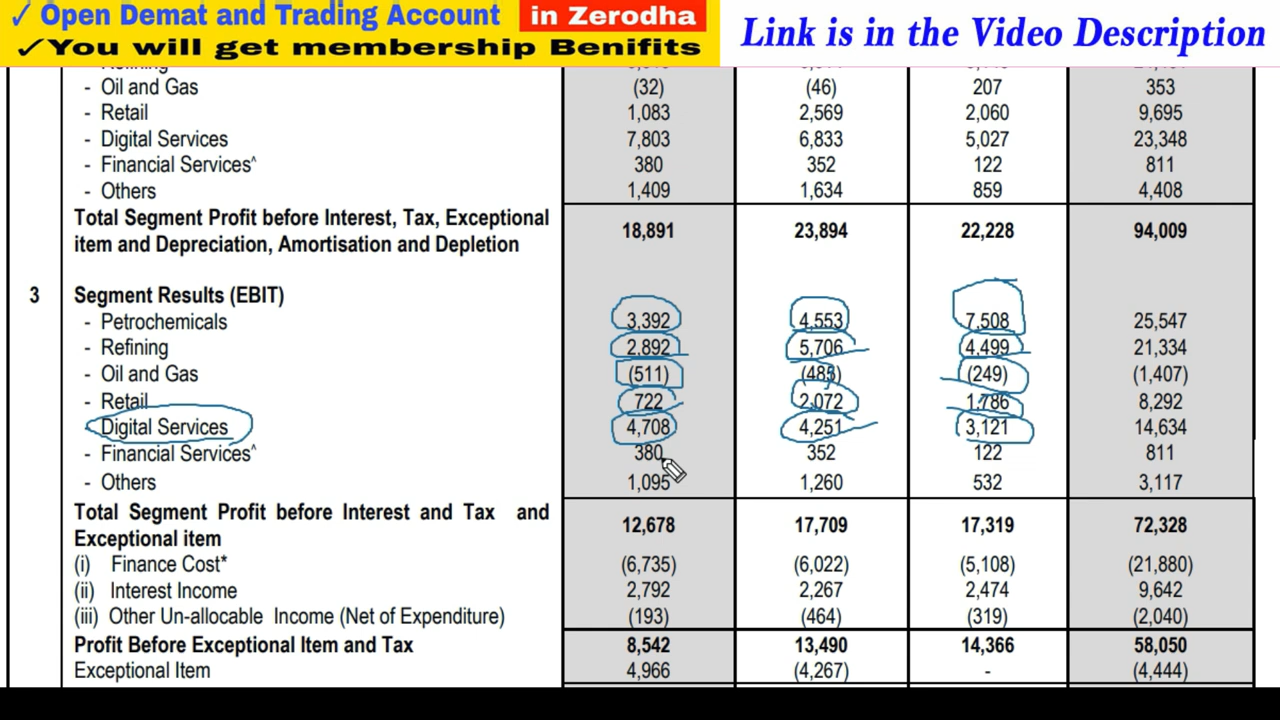 ✓ Open Demat and Trading Account in Zerodha
✓You will get membership Benifits
Link is in the Video Description
- Oil and Gas (32) (46) 207 353
- Retail 1,083 2,569 2,060 9,695
- Digital Services 7,803 6,833 5,027 23,348
- Financial Services^ 380 352 122 811
- Others 1,409 1,634 859 4,408
Total Segment Profit before Interest, Tax, Exceptional
item and Depreciation, Amortisation and Depletion 18,891 23,894 22,228 94,009
3 Segment Results (EBIT)
- Petrochemicals 3,392 4,553 7,508 25,547
- Refining 2,892 5,706 4,499 21,334
- Oil and Gas (511) (485) (249) (1,407)
- Retail 722 2,072 1,786 8,292
- Digital Services 4,708 4,251 3,121 14,634
- Financial Services^ 380 352 122 811
- Others 1,095 1,260 532 3,117
Total Segment Profit before Interest and Tax and
Exceptional item 12,678 17,709 17,319 72,328
(i) Finance Cost* (6,735) (6,022) (5,108) (21,880)
(ii) Interest Income 2,792 2,267 2,474 9,642
(iii) Other Un-allocable Income (Net of Expenditure) (193) (464) (319) (2,040)
Profit Before Exceptional Item and Tax 8,542 13,490 14,366 58,050
Exceptional Item 4,966 (4,267) - (4,444)